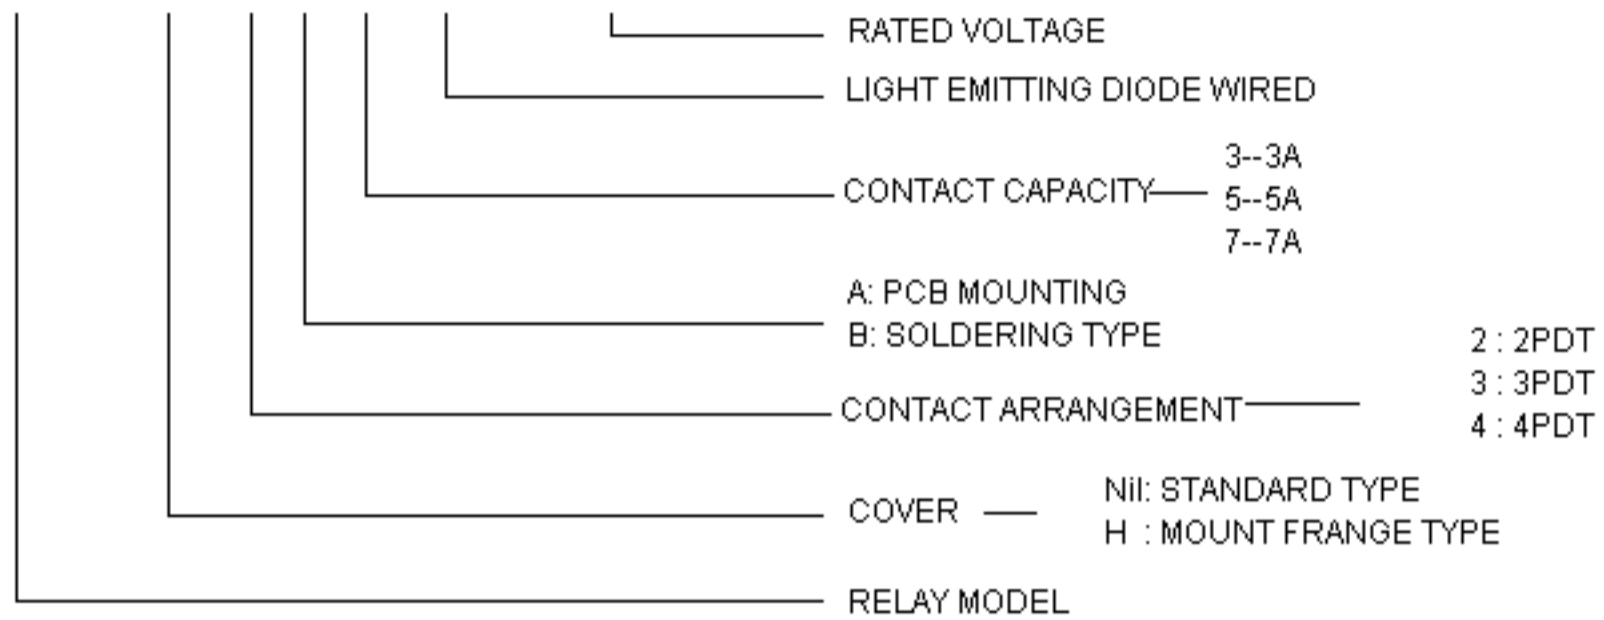 RATED VOLTAGE
LIGHT EMITTING DIODE WIRED
3--3A
CONTACT CAPACITY
5--5A
7--7A
A: PCB MOUNTING
B: SOLDERING TYPE
2 : 2PDT
3 : 3PDT
CONTACT ARRANGEMENT
4 : 4PDT
Nil: STANDARD TYPE
COVER
H : MOUNT FRANGE TYPE
RELAY MODEL